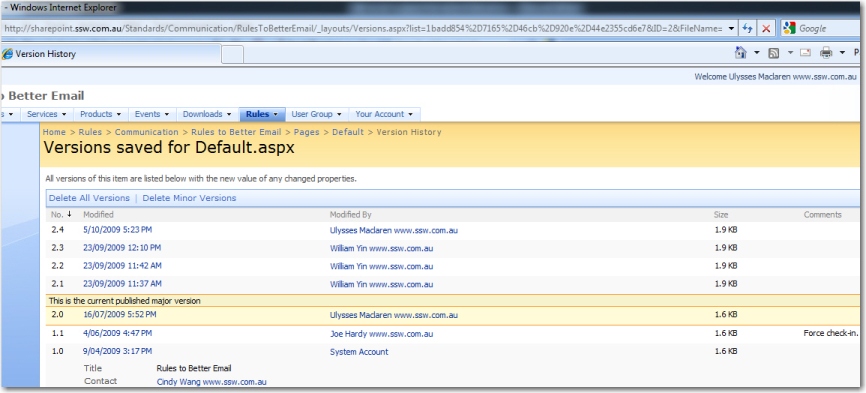 - Windows Internet Explorer
http://sharepoint.ssw.com.au/Standards/Communication/RulesToBetterEmail/_layouts/Versions.aspx?list=1badd854%2D7165%2D46cb%2D920e%2D44e2355cd6e7&ID=2&FileName=
Google
Version History
P
Welcome Ulysses Maclaren www.ssw.com.au
o Better Email
s Services Products Events Downloads Rules User Group Your Account
Home > Rules > Communication > Rules to Better Email > Pages > Default > Version History
Versions saved for Default.aspx
All versions of this item are listed below with the new value of any changed properties.
Delete All Versions | Delete Minor Versions
No. Modified Modified By Size Comments
2.4 5/10/2009 5:23 PM Ulysses Maclaren www.ssw.com.au 1.9 KB
2.3 23/09/2009 12:10 PM William Yin www.ssw.com.au 1.9 KB
2.2 23/09/2009 11:42 AM William Yin www.ssw.com.au 1.9 KB
2.1 23/09/2009 11:37 AM William Yin www.ssw.com.au 1.9 KB
This is the current published major version
2.0 16/07/2009 5:52 PM Ulysses Maclaren www.ssw.com.au 1.6 KB
1.1 4/06/2009 4:47 PM Joe Hardy www.ssw.com.au 1.6 KB Force check-in.
1.0 9/04/2009 3:17 PM System Account 1.6 KB
Title Rules to Better Email
Contact Cindy Wang www.ssw.com.au